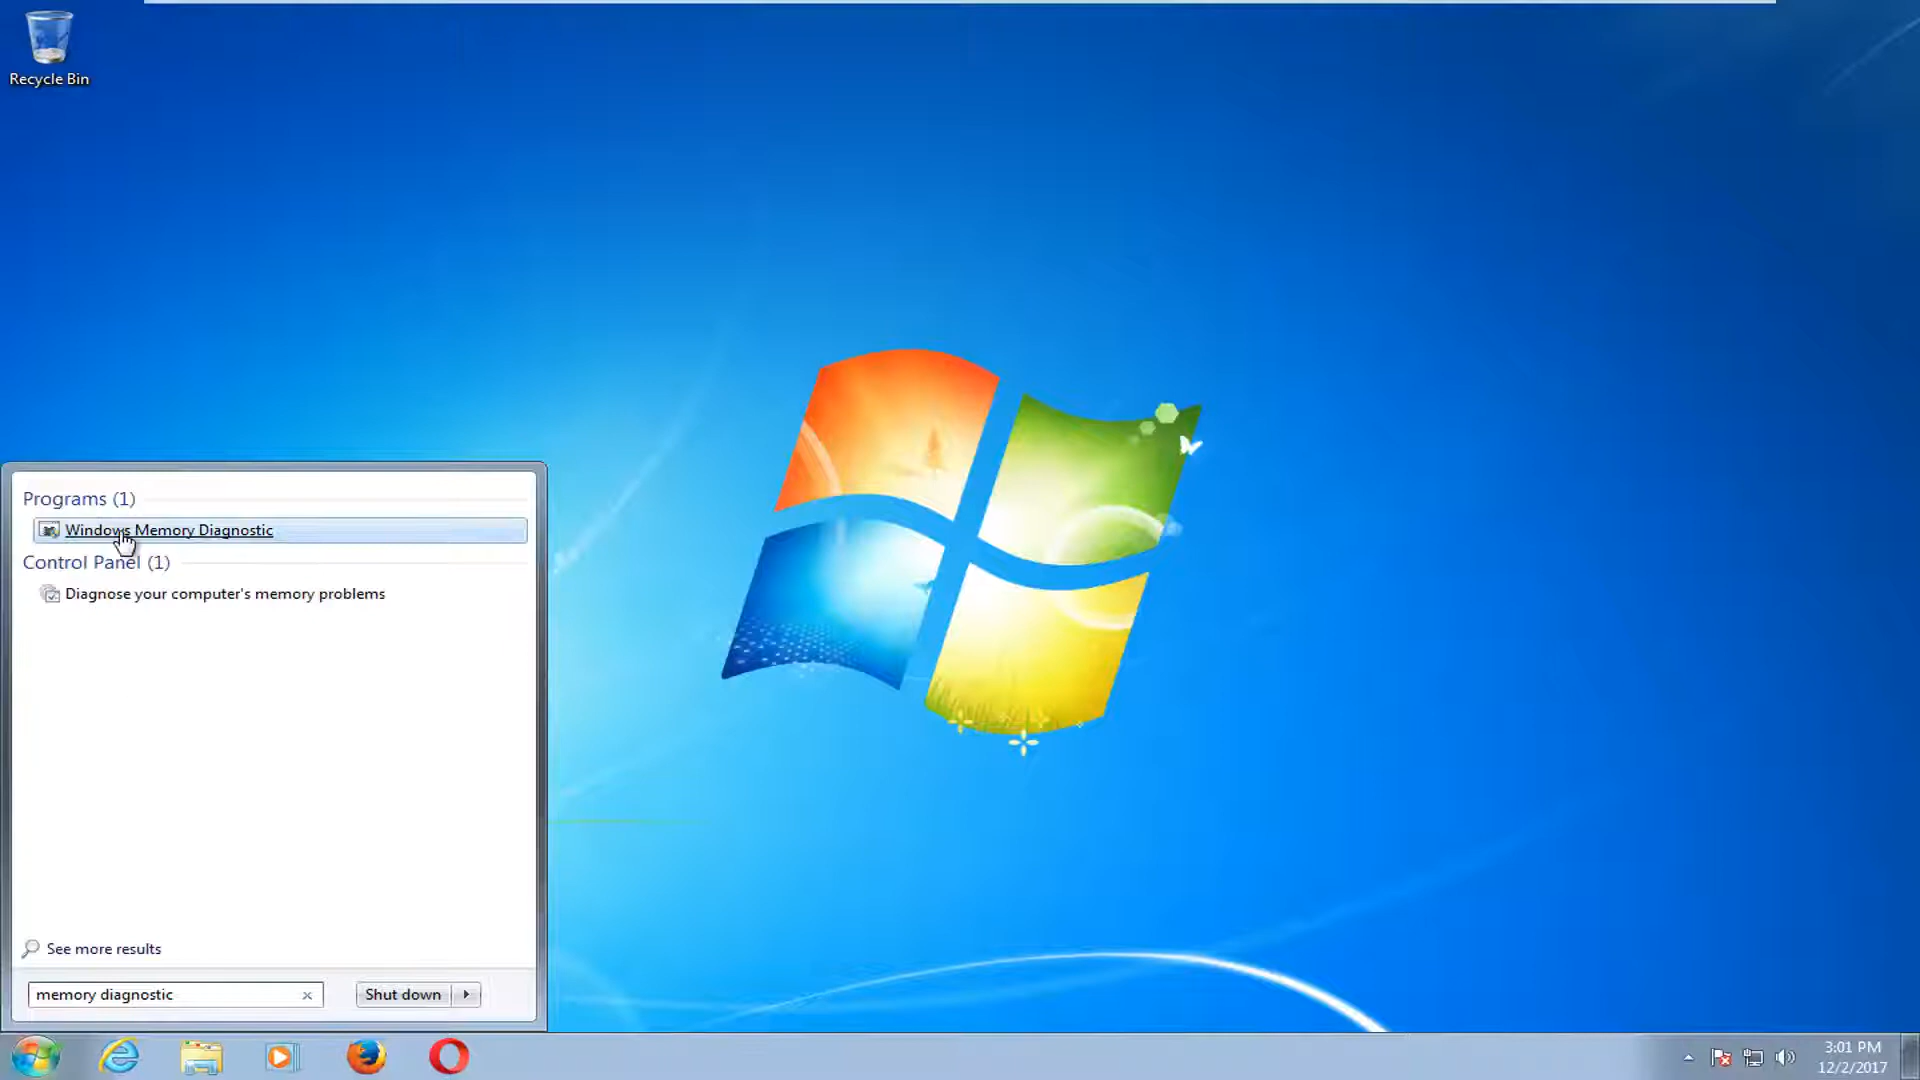 Recycle Bin
Programs (1)
Windows Memory Diagnostic
Control Panel (1)
Diagnose your computer's memory problems
See more results
memory diagnostic
Shut down
3:01 PM
12/2/2017